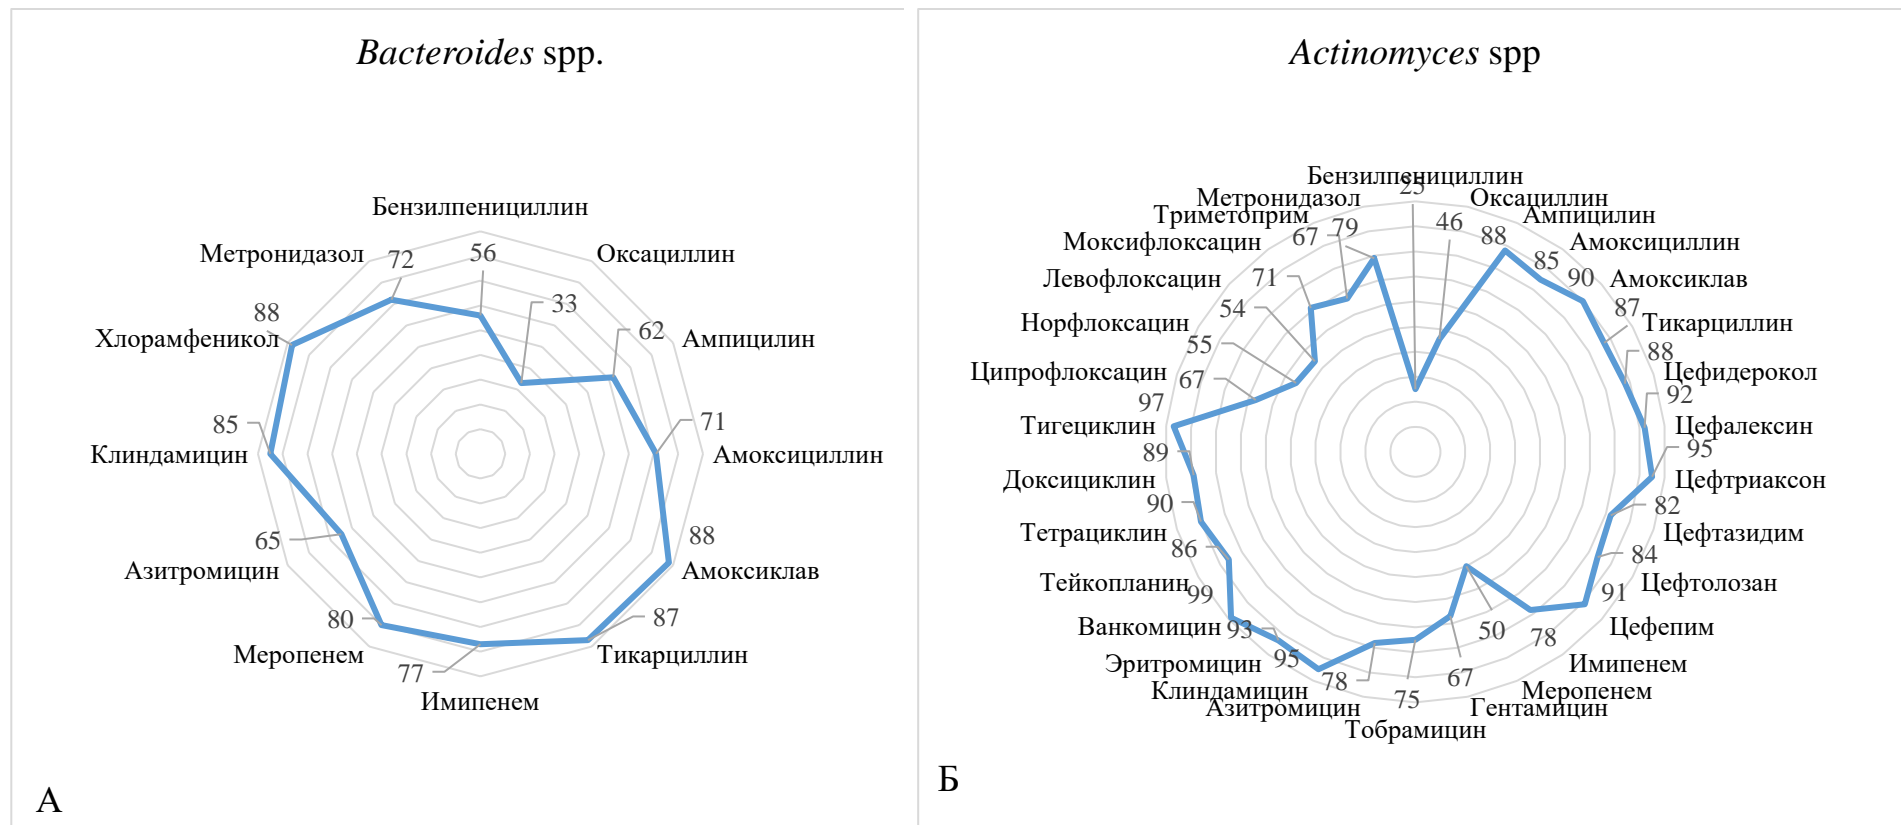 Bacteroides spp.
Бензилпенициллин
56
Оксациллин
33
Ампицилин
62
Амоксициллин
71
Амоксиклав
88
Тикарциллин
87
Имипенем
77
Меропенем
80
Азитромицин
65
Клиндамицин
85
Хлорамфеникол
88
Метронидазол
72
А
Actinomyces spp
Бензилпенициллин
25
Оксациллин
46
Ампицилин
88
Амоксициллин
85
Амоксиклав
90
Тикарциллин
87
Цефидерокол
88
Цефалексин
92
Цефтриаксон
95
Цефтазидим
82
Цефтолозан
84
Цефепим
91
Имипенем
78
Меропенем
50
Гентамицин
67
Тобрамицин
75
Азитромицин
78
Клиндамицин
95
Эритромицин
93
Ванкомицин
99
Тейкопланин
86
Тетрациклин
90
Доксициклин
89
Тигециклин
97
Ципрофлоксацин
67
Норфлоксацин
55
Левофлоксацин
54
Моксифлоксацин
71
Триметоприм
67
Метронидазол
79
Б